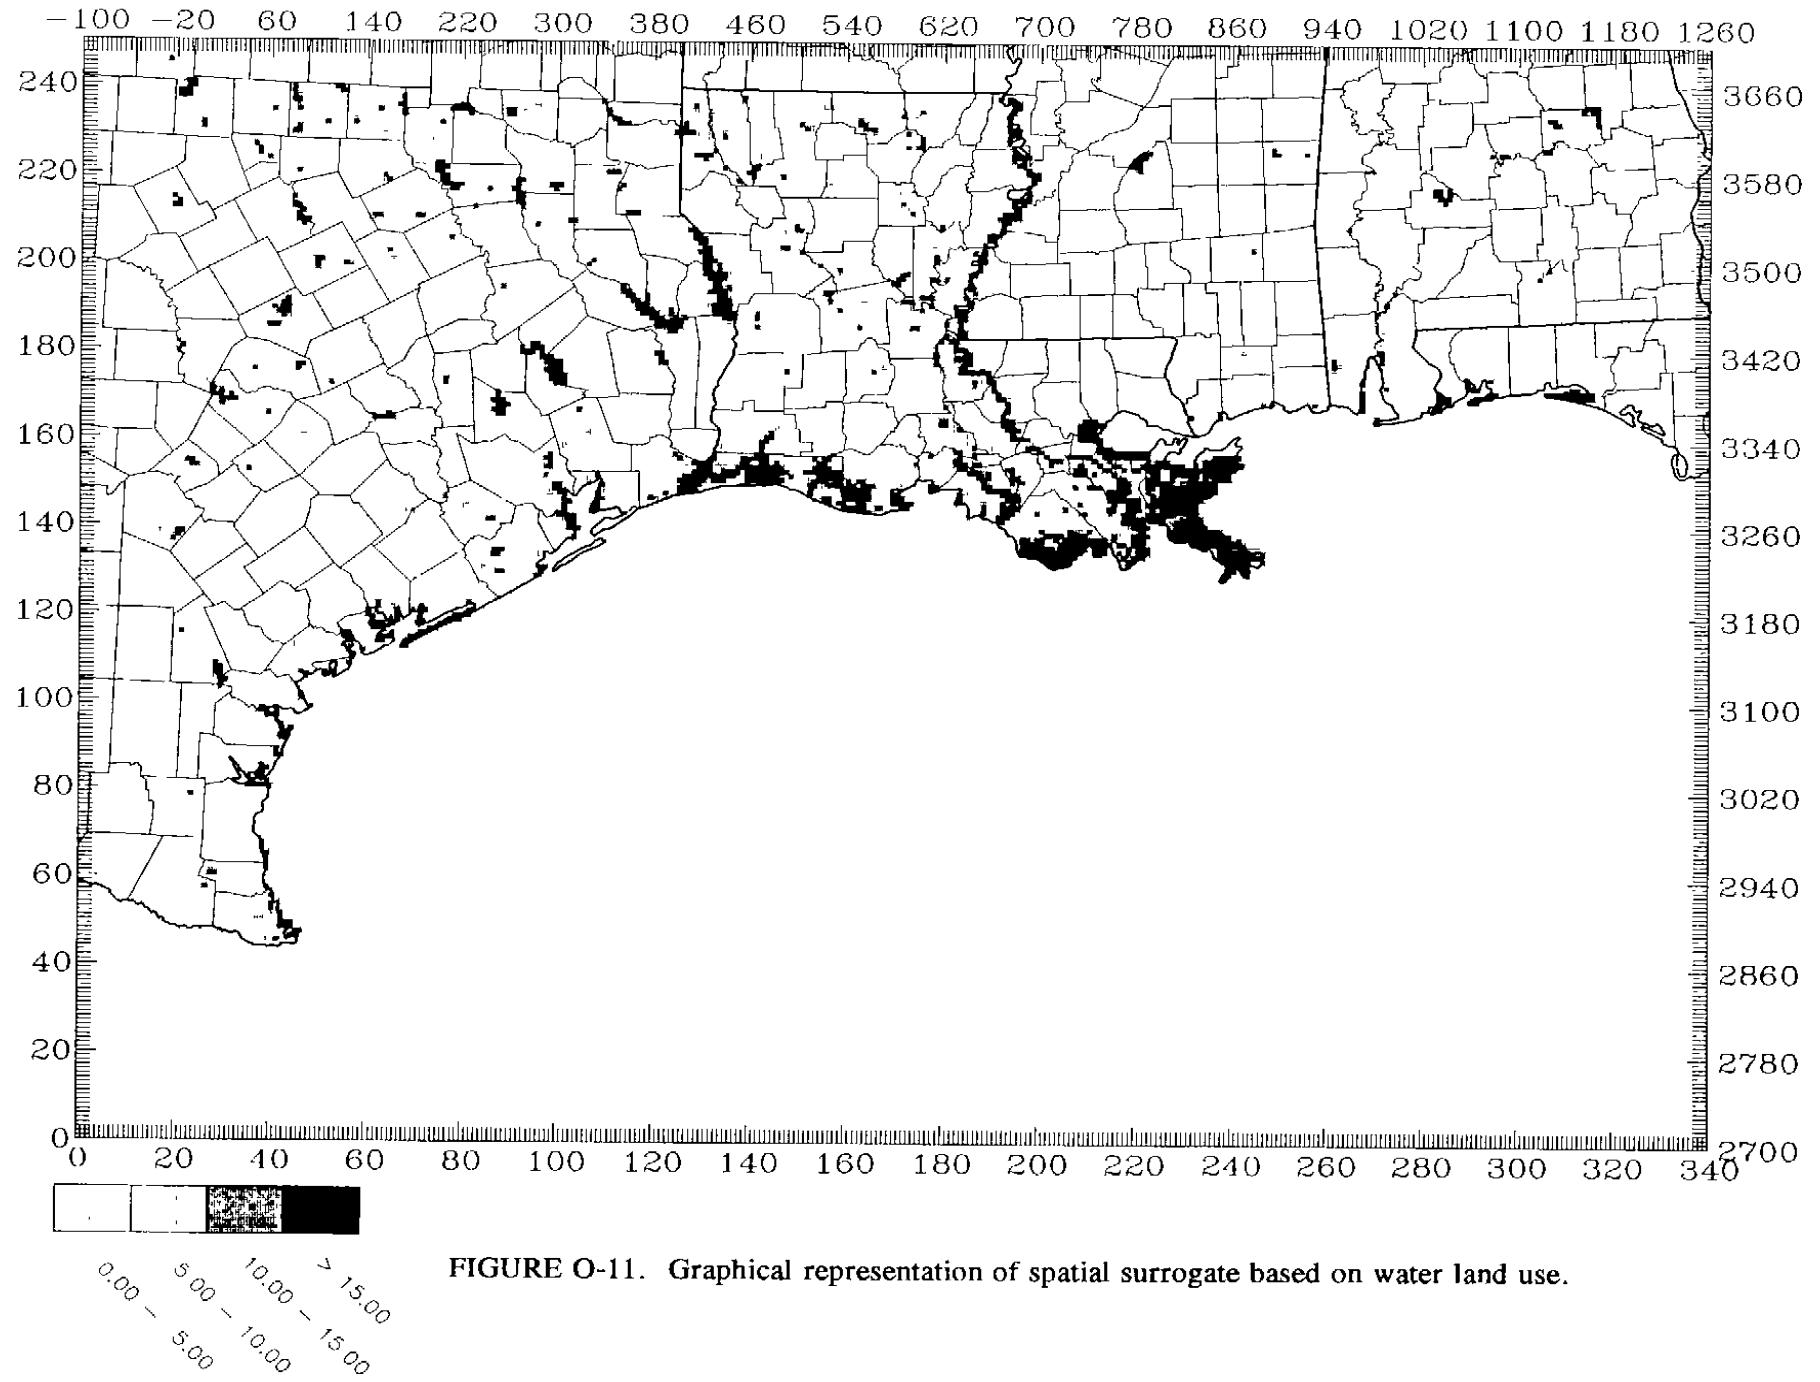 -100 -20 60 140 220 300 380 460 540 620 700 780 860 940 1020 1100 1180 1260
240 3660
220 3580
200 3500
180 3420
160 3340
140 3260
120 3180
100 3100
80 3020
60 2940
40 2860
20 2780
0 2700
0 20 40 60 80 100 120 140 160 180 200 220 240 260 280 300 320 340
0.00 - 5.00
5.00 - 10.00
10.00 - 15.00
> 15.00
FIGURE O-11. Graphical representation of spatial surrogate based on water land use.